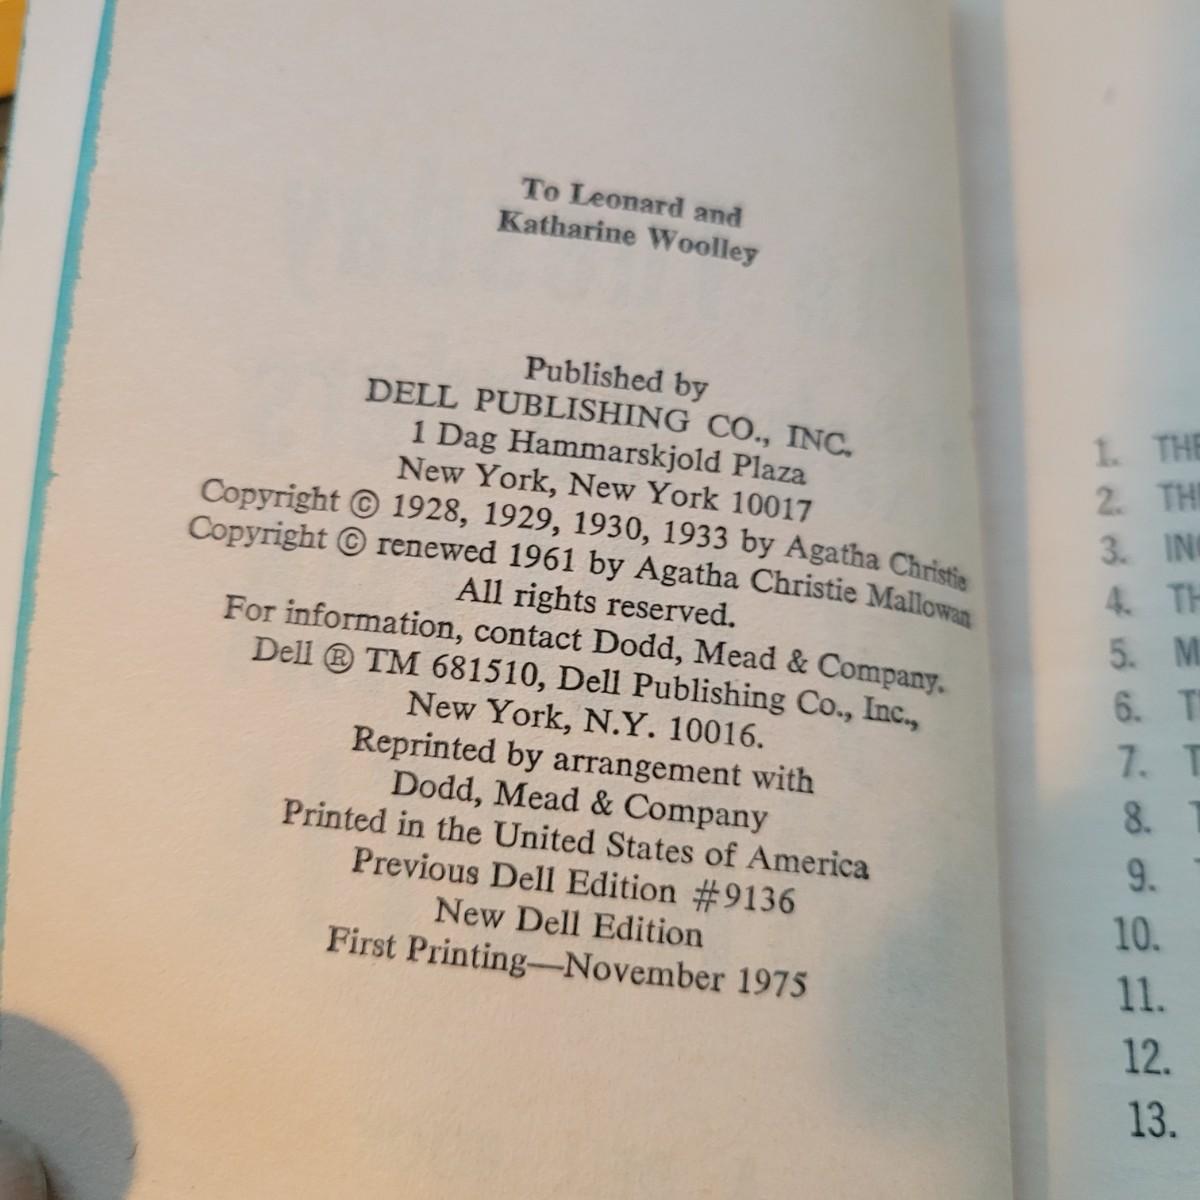 To Leonard and
Katharine Woolley
Published by
DELL PUBLISHING CO., INC.
1 Dag Hammarskjold Plaza
New York, New York 10017
Copyright © 1928, 1929, 1930, 1933 by Agatha Christie
Copyright © renewed 1961 by Agatha Christie Mallowan
All rights reserved.
For information, contact Dodd, Mead & Company.
Dell ® TM 681510, Dell Publishing Co., Inc.,
New York, N.Y. 10016.
Reprinted by arrangement with
Dodd, Mead & Company
Printed in the United States of America
Previous Dell Edition #9136
New Dell Edition
First Printing—November 1975
1. THE
2. THE
3.
4.
5.
6.
7.
8.
9.
10.
11.
12.
13.